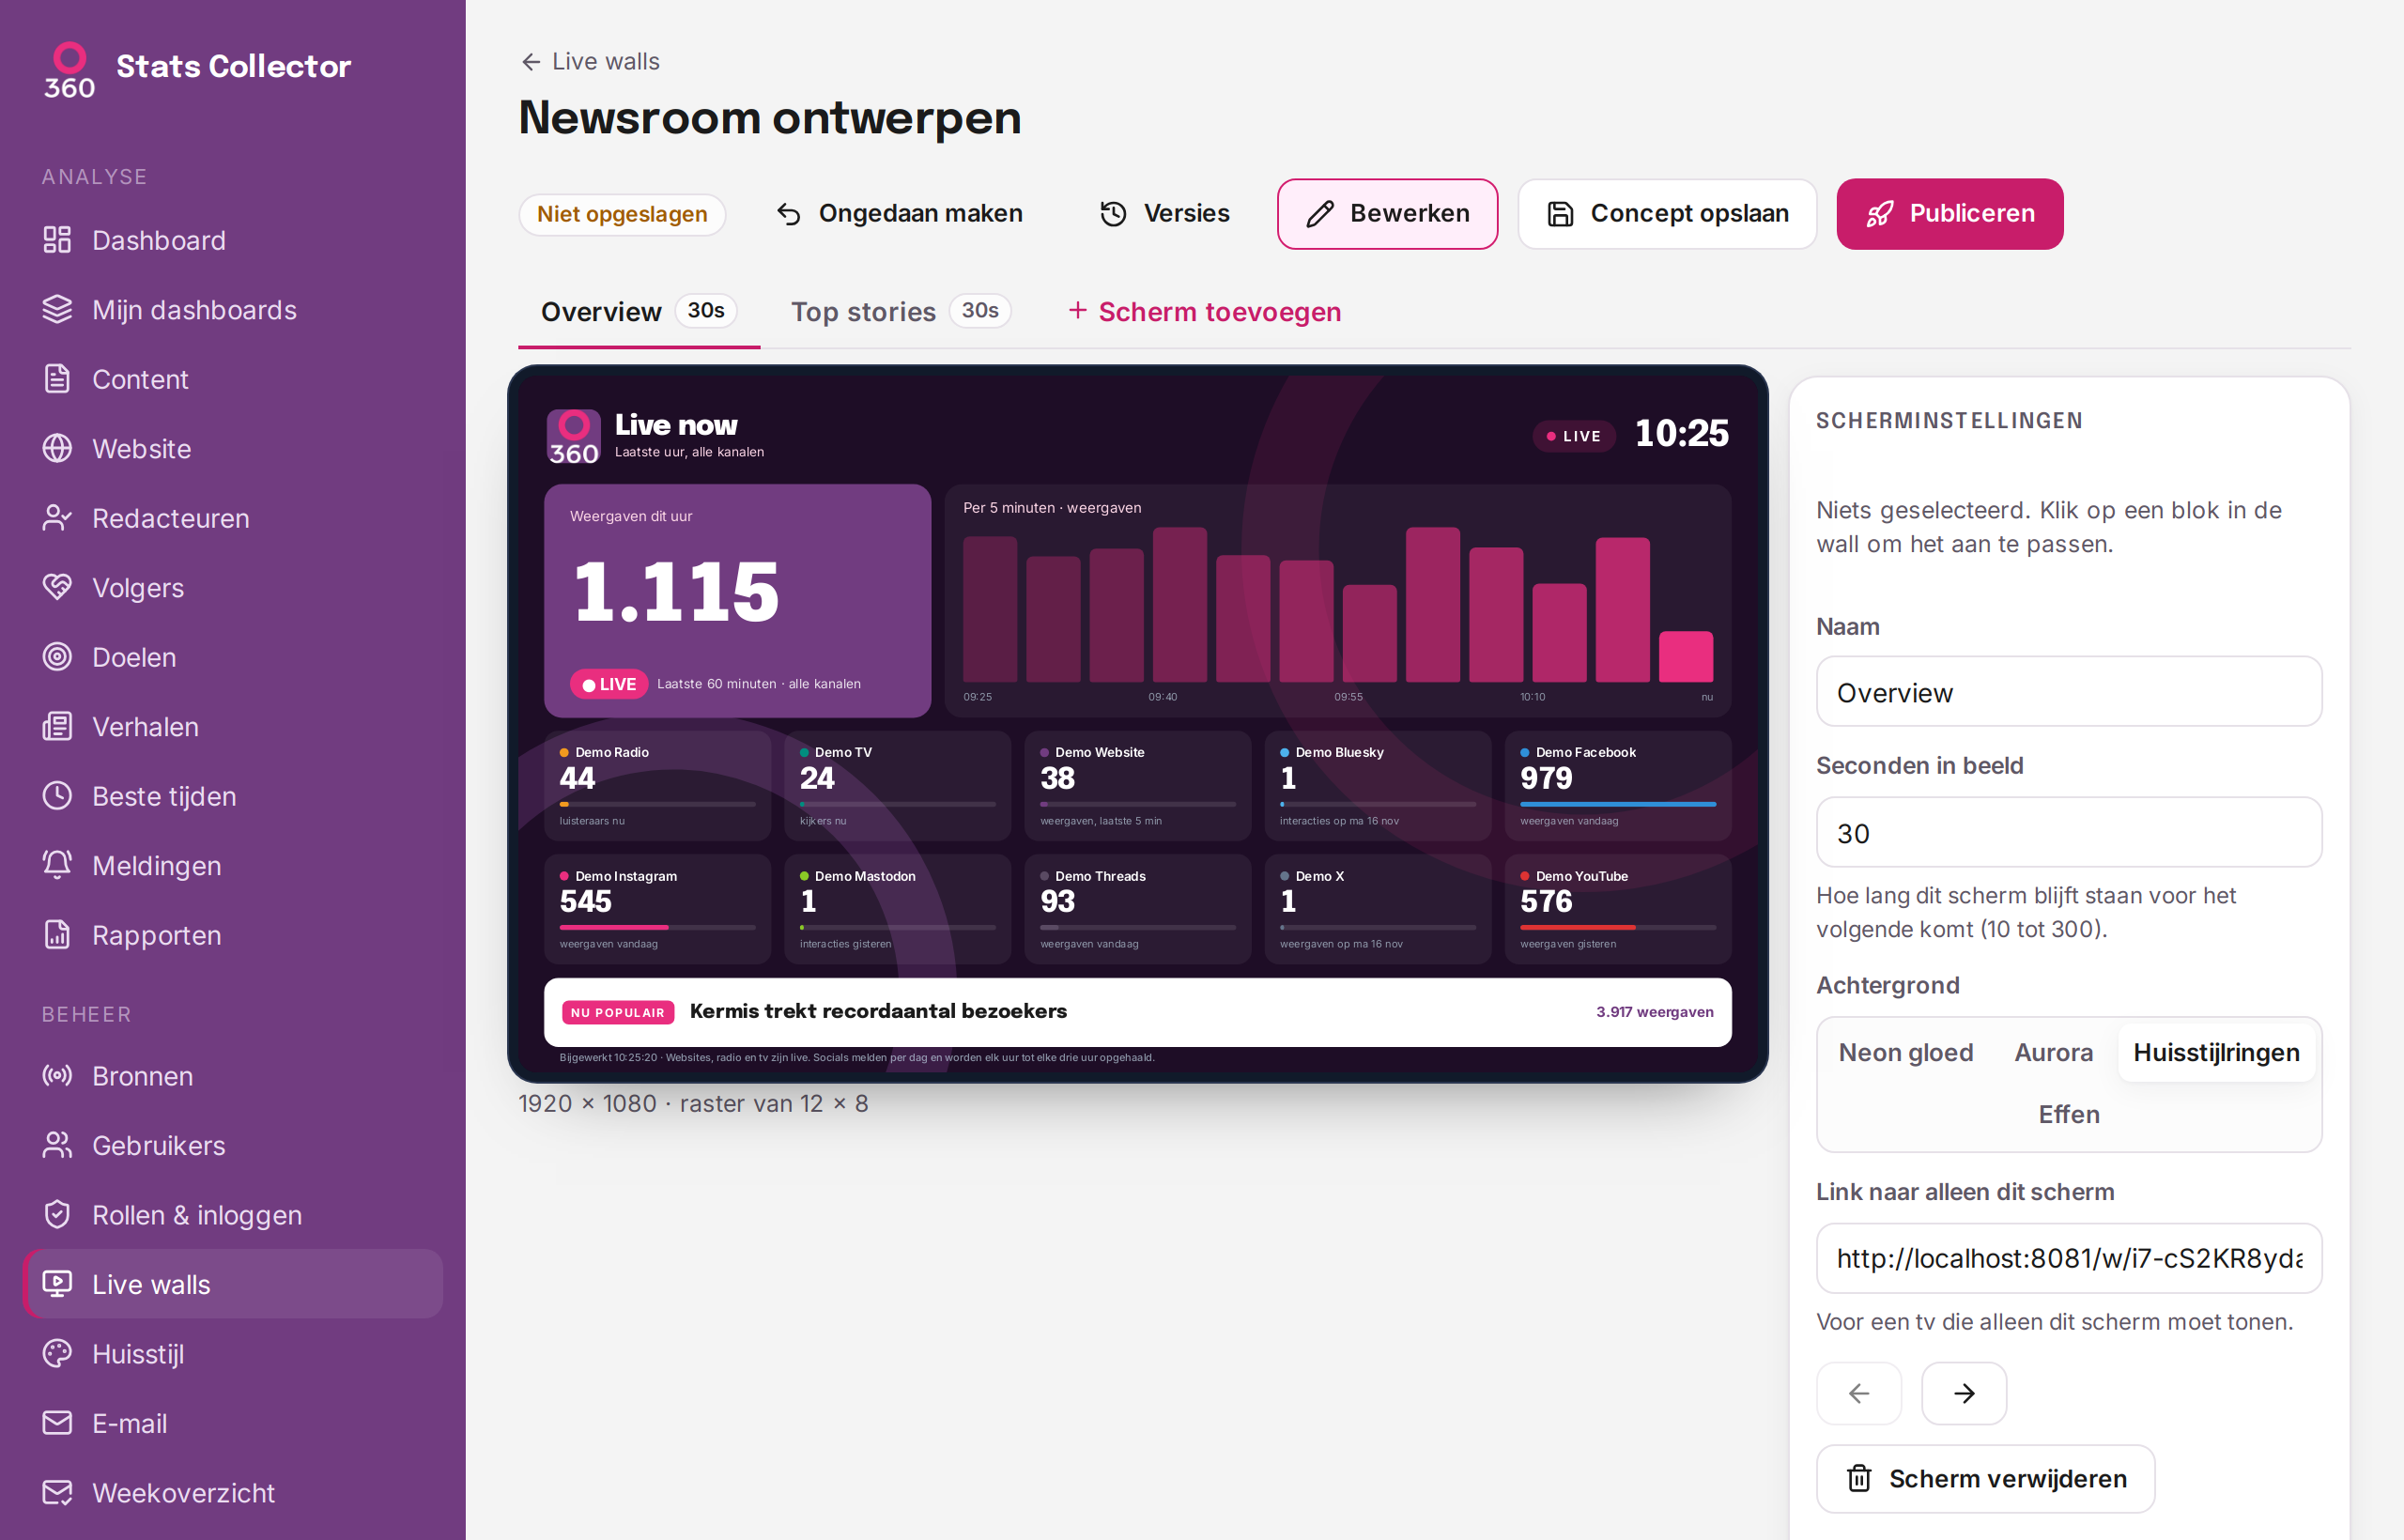 360
Stats Collector
ANALYSE
Dashboard
Mijn dashboards
Content
Website
Redacteuren
Volgers
Doelen
Verhalen
Beste tijden
Meldingen
Rapporten
BEHEER
Bronnen
Gebruikers
Rollen & inloggen
Live walls
Huisstijl
E-mail
Weekoverzicht
← Live walls
Newsroom ontwerpen
Niet opgeslagen
Ongedaan maken
Versies
Bewerken
Concept opslaan
Publiceren
Overview 30s
Top stories 30s
+ Scherm toevoegen
360
Live now
Laatste uur, alle kanalen
LIVE
10:25
Weergaven dit uur
1.115
LIVE
Laatste 60 minuten · alle kanalen
Per 5 minuten · weergaven
09:25
09:40
09:55
10:10
nu
Demo Radio
44
luisteraars nu
Demo TV
24
kijkers nu
Demo Website
38
weergaven, laatste 5 min
Demo Bluesky
1
interacties op ma 16 nov
Demo Facebook
979
weergaven vandaag
Demo Instagram
545
weergaven vandaag
Demo Mastodon
1
interacties gisteren
Demo Threads
93
weergaven vandaag
Demo X
1
weergaven op ma 16 nov
Demo YouTube
576
weergaven gisteren
NU POPULAIR
Kermis trekt recordaantal bezoekers
3.917 weergaven
Bijgewerkt 10:25:20 · Websites, radio en tv zijn live. Socials melden per dag en worden elk uur tot elke drie uur opgehaald.
1920 × 1080 · raster van 12 × 8
SCHERMINSTELLINGEN
Niets geselecteerd. Klik op een blok in de
wall om het aan te passen.
Naam
Overview
Seconden in beeld
30
Hoe lang dit scherm blijft staan voor het
volgende komt (10 tot 300).
Achtergrond
Neon gloed
Aurora
Huisstijlringen
Effen
Link naar alleen dit scherm
http://localhost:8081/w/i7-cS2KR8yda
Voor een tv die alleen dit scherm moet tonen.
Scherm verwijderen